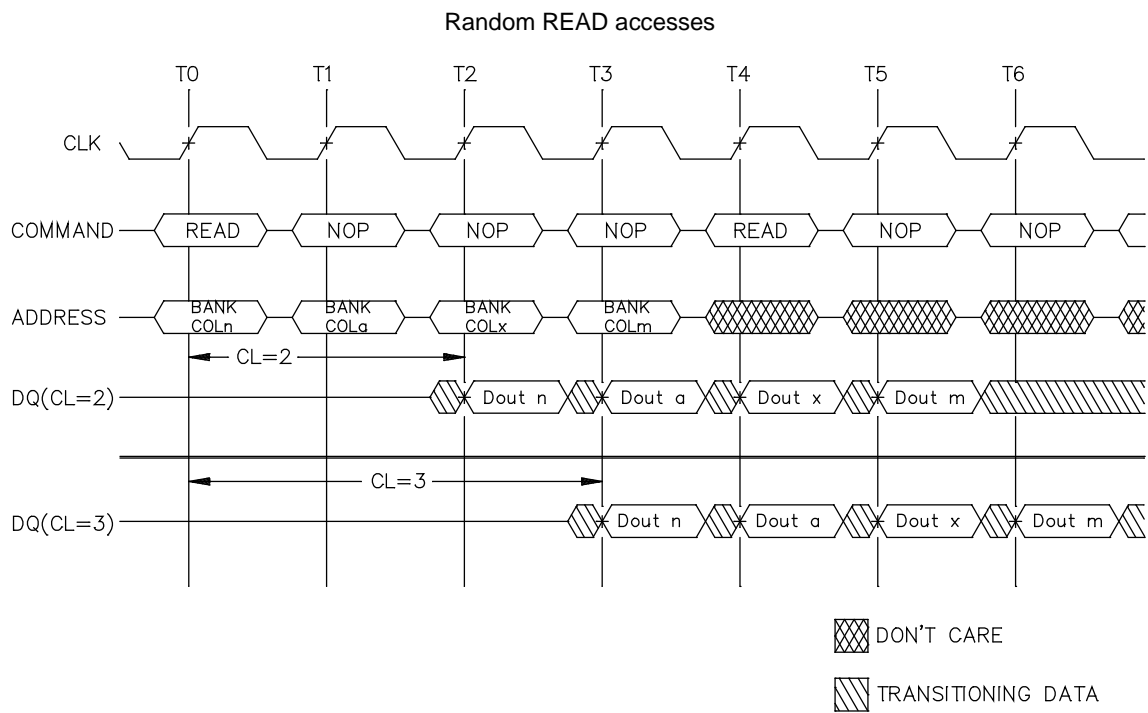 Random READ accesses
T0 T1 T2 T3 T4 T5 T6
CLK
COMMAND READ NOP NOP NOP READ NOP NOP
ADDRESS BANK COLn BANK COLa BANK COLx BANK COLm
CL=2
DQ(CL=2) Dout n Dout a Dout x Dout m
CL=3
DQ(CL=3) Dout n Dout a Dout x Dout m
DON'T CARE
TRANSITIONING DATA